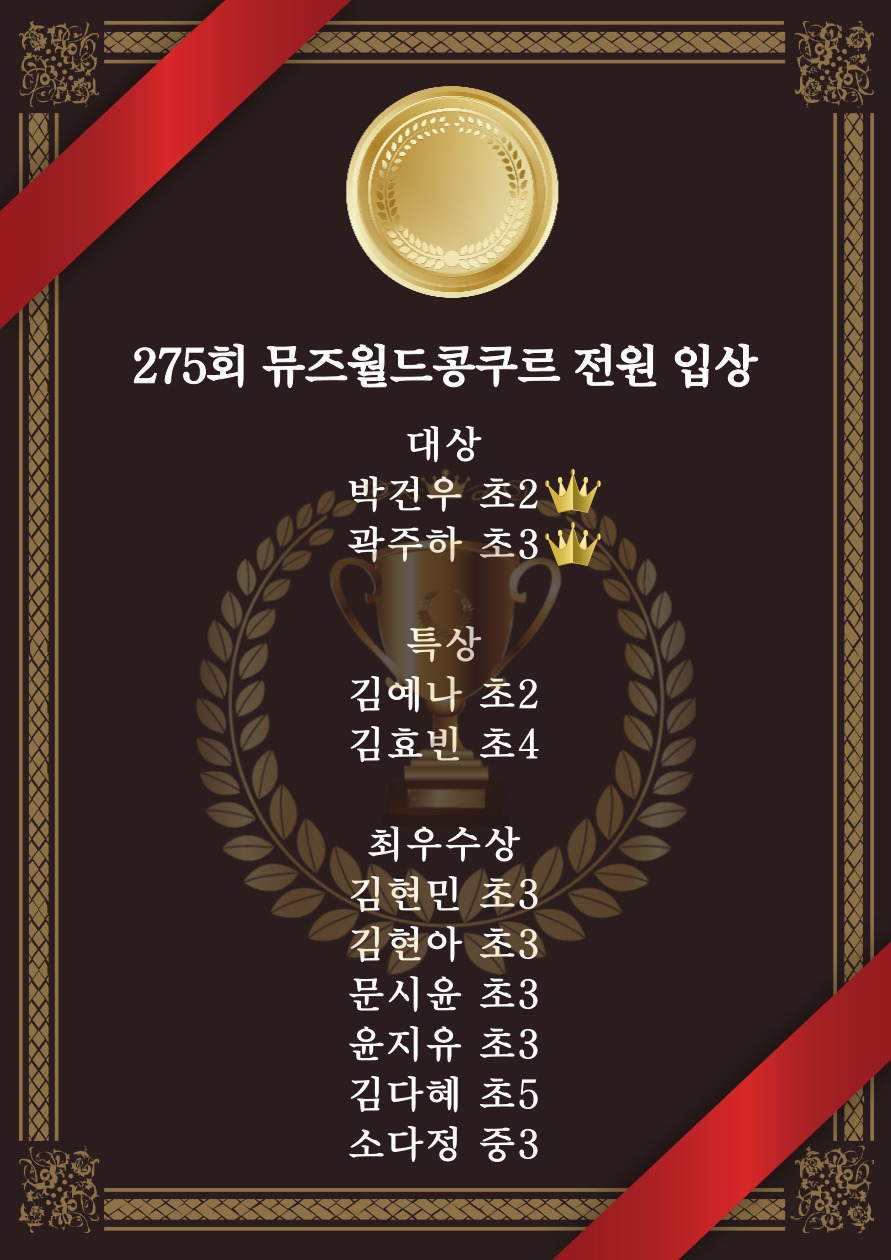 275회 뮤즈월드콩쿠르 전원 입상
대상
박건우 초2
곽주하 초3
특상
김예나 초2
김효빈 초4
최우수상
김현민 초3
김현아 초3
문시윤 초3
윤지유 초3
김다혜 초5
소다정 중3